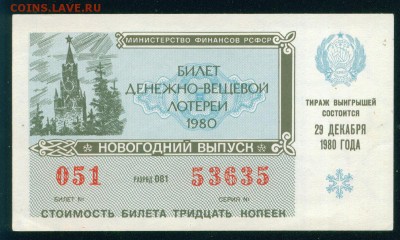 COINS.LAVE.RU
МИНИСТЕРСТВО ФИНАНСОВ РСФСР
БИЛЕТ
ДЕНЕЖНО-ВЕЩЕВОЙ
ЛОТЕРЕИ
1980
ТИРАЖ ВЫИГРЫШЕЙ
СОСТОИТСЯ
29 ДЕКАБРЯ
1980 ГОДА
НОВОГОДНИЙ ВЫПУСК
051 РАЗРЯД 081 53635
БИЛЕТ № СЕРИЯ №
СТОИМОСТЬ БИЛЕТА ТРИДЦАТЬ КОПЕЕК